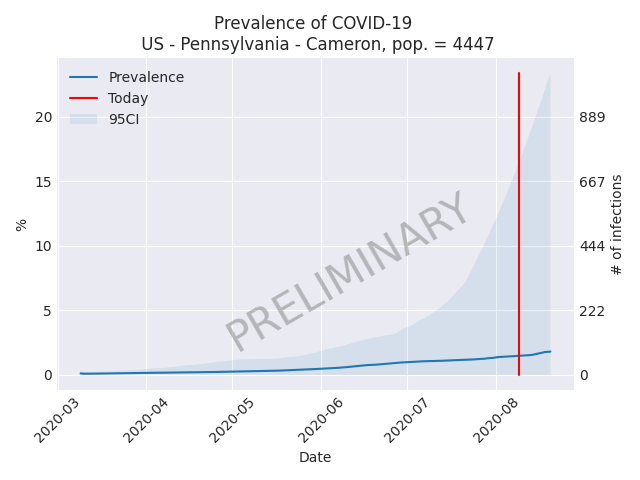 Prevalence of COVID-19
US - Pennsylvania - Cameron, pop. = 4447
Prevalence
Today
95CI
PRELIMINARY
%
20
15
10
5
0
889
667
444
222
0
# of infections
2020-03
2020-04
2020-05
2020-06
2020-07
2020-08
Date